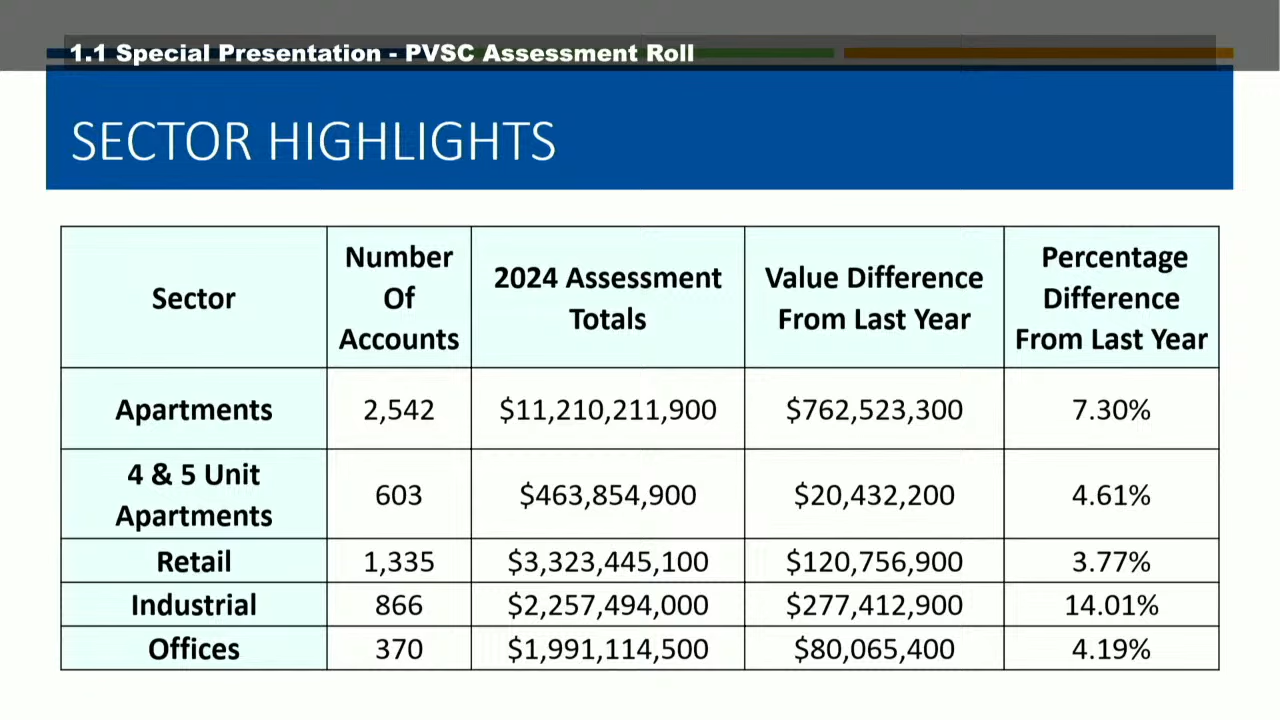 1.1 Special Presentation - PVSC Assessment Roll
SECTOR HIGHLIGHTS
Sector
Number
Of
Accounts
2024 Assessment
Totals
Value Difference
From Last Year
Percentage
Difference
From Last Year
Apartments
2,542
$11,210,211,900
$762,523,300
7.30%
4 & 5 Unit
Apartments
603
$463,854,900
$20,432,200
4.61%
Retail
1,335
$3,323,445,100
$120,756,900
3.77%
Industrial
866
$2,257,494,000
$277,412,900
14.01%
Offices
370
$1,991,114,500
$80,065,400
4.19%